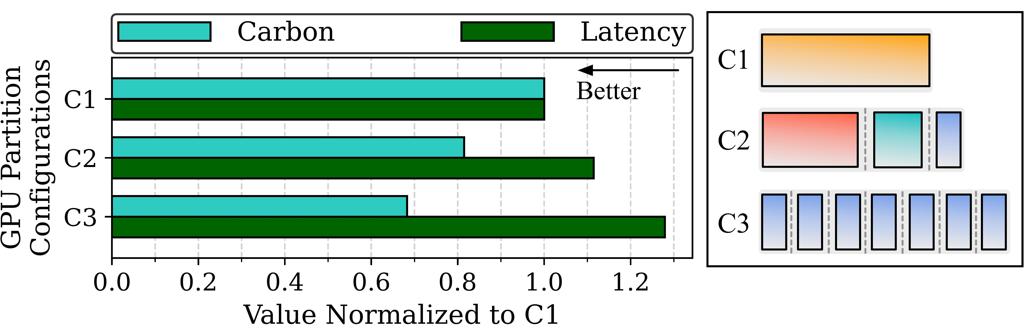 Carbon Latency
GPU Partition
Configurations
C1
C2
C3
Better
0.0 0.2 0.4 0.6 0.8 1.0 1.2
Value Normalized to C1
C1
C2
C3